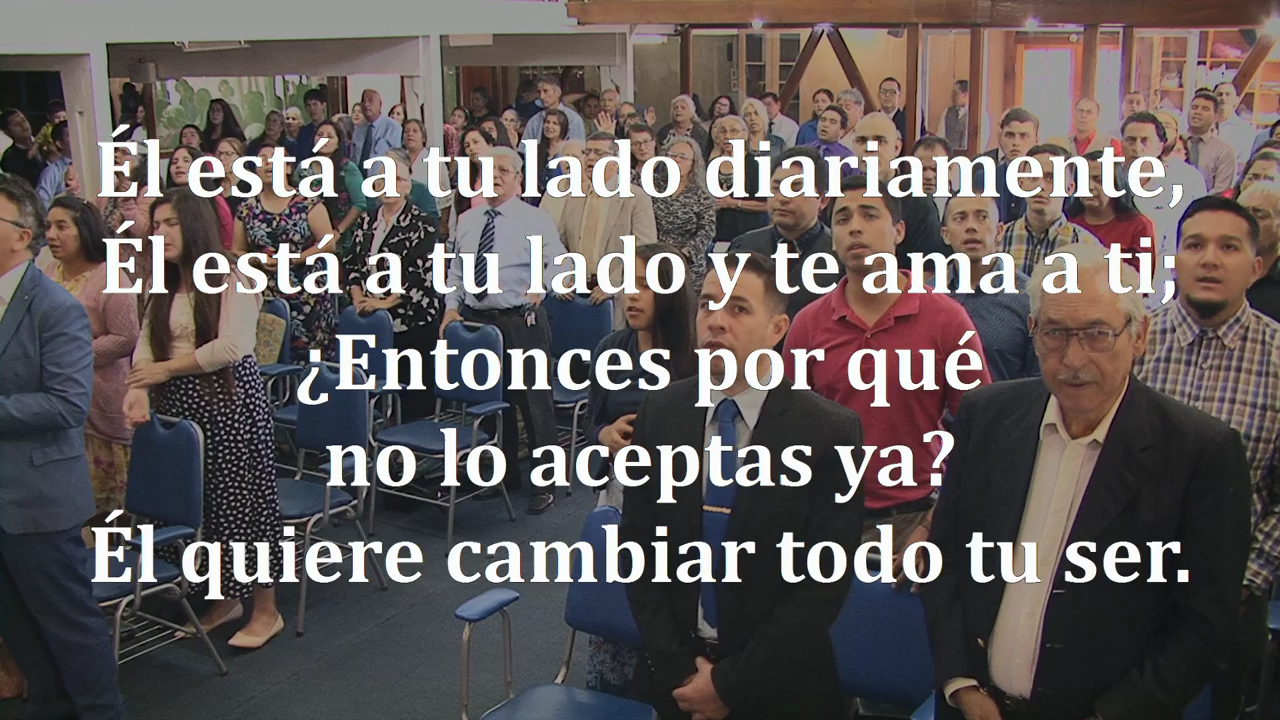 Él está a tu lado diariamente,
Él está a tu lado y te ama a ti;
¿Entonces por qué
no lo aceptas ya?
Él quiere cambiar todo tu ser.